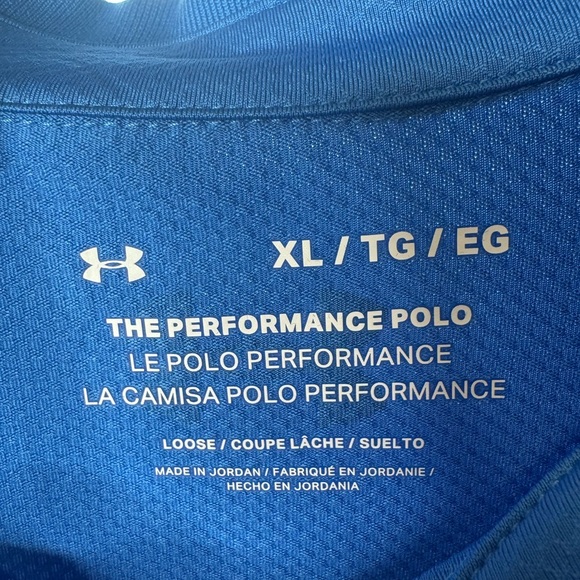 XL / TG / EG
THE PERFORMANCE POLO
LE POLO PERFORMANCE
LA CAMISA POLO PERFORMANCE
LOOSE / COUPE LÂCHE / SUELTO
MADE IN JORDAN / FABRIQUÉ EN JORDANIE /
HECHO EN JORDANIA